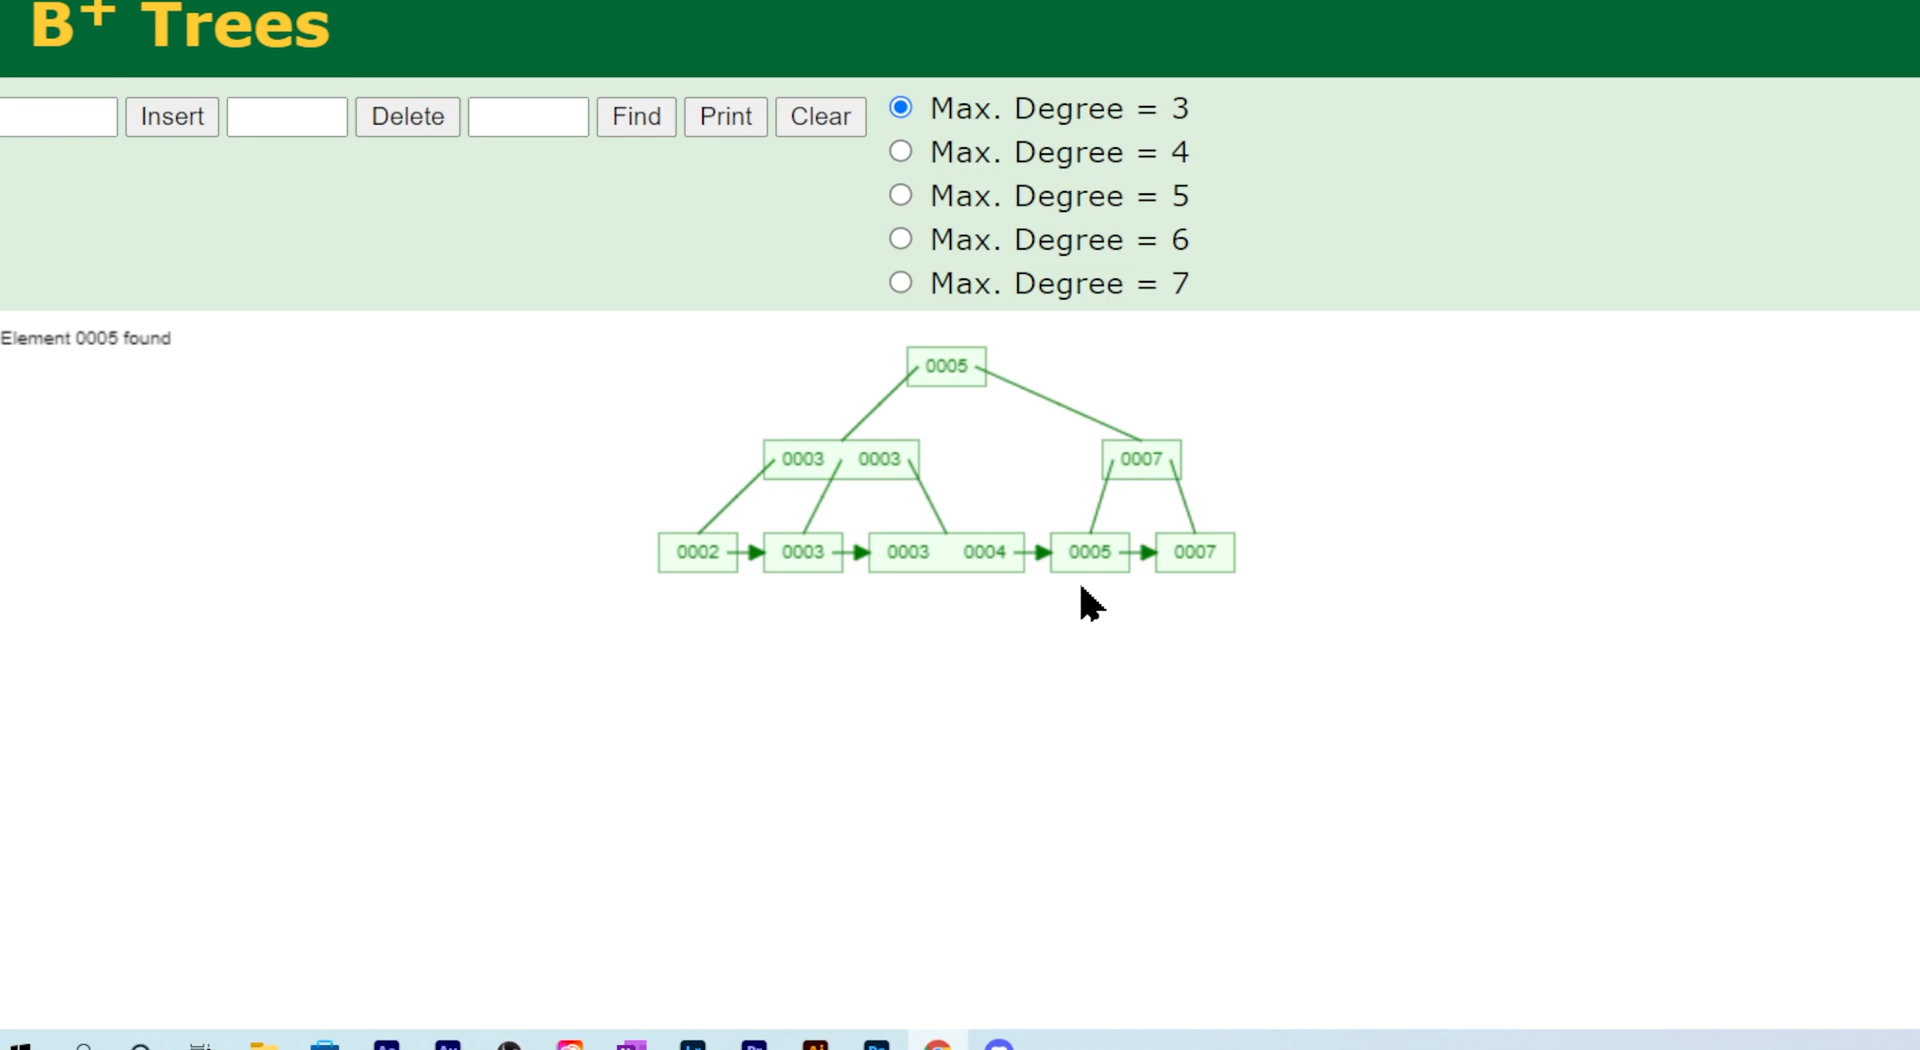 B+ Trees
Insert Delete Find Print Clear
Max. Degree = 3
Max. Degree = 4
Max. Degree = 5
Max. Degree = 6
Max. Degree = 7
Element 0005 found
0005
0003 0003 0007
0002 0003 0003 0004 0005 0007